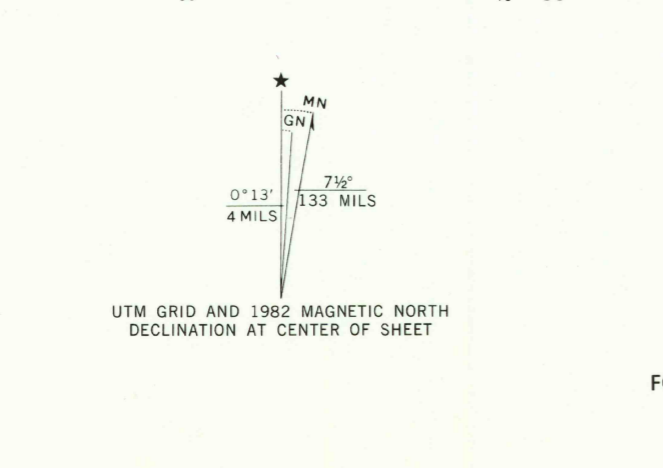 ★
MN
GN
0°13′
7½°
4 MILS
133 MILS
UTM GRID AND 1982 MAGNETIC NORTH
DECLINATION AT CENTER OF SHEET